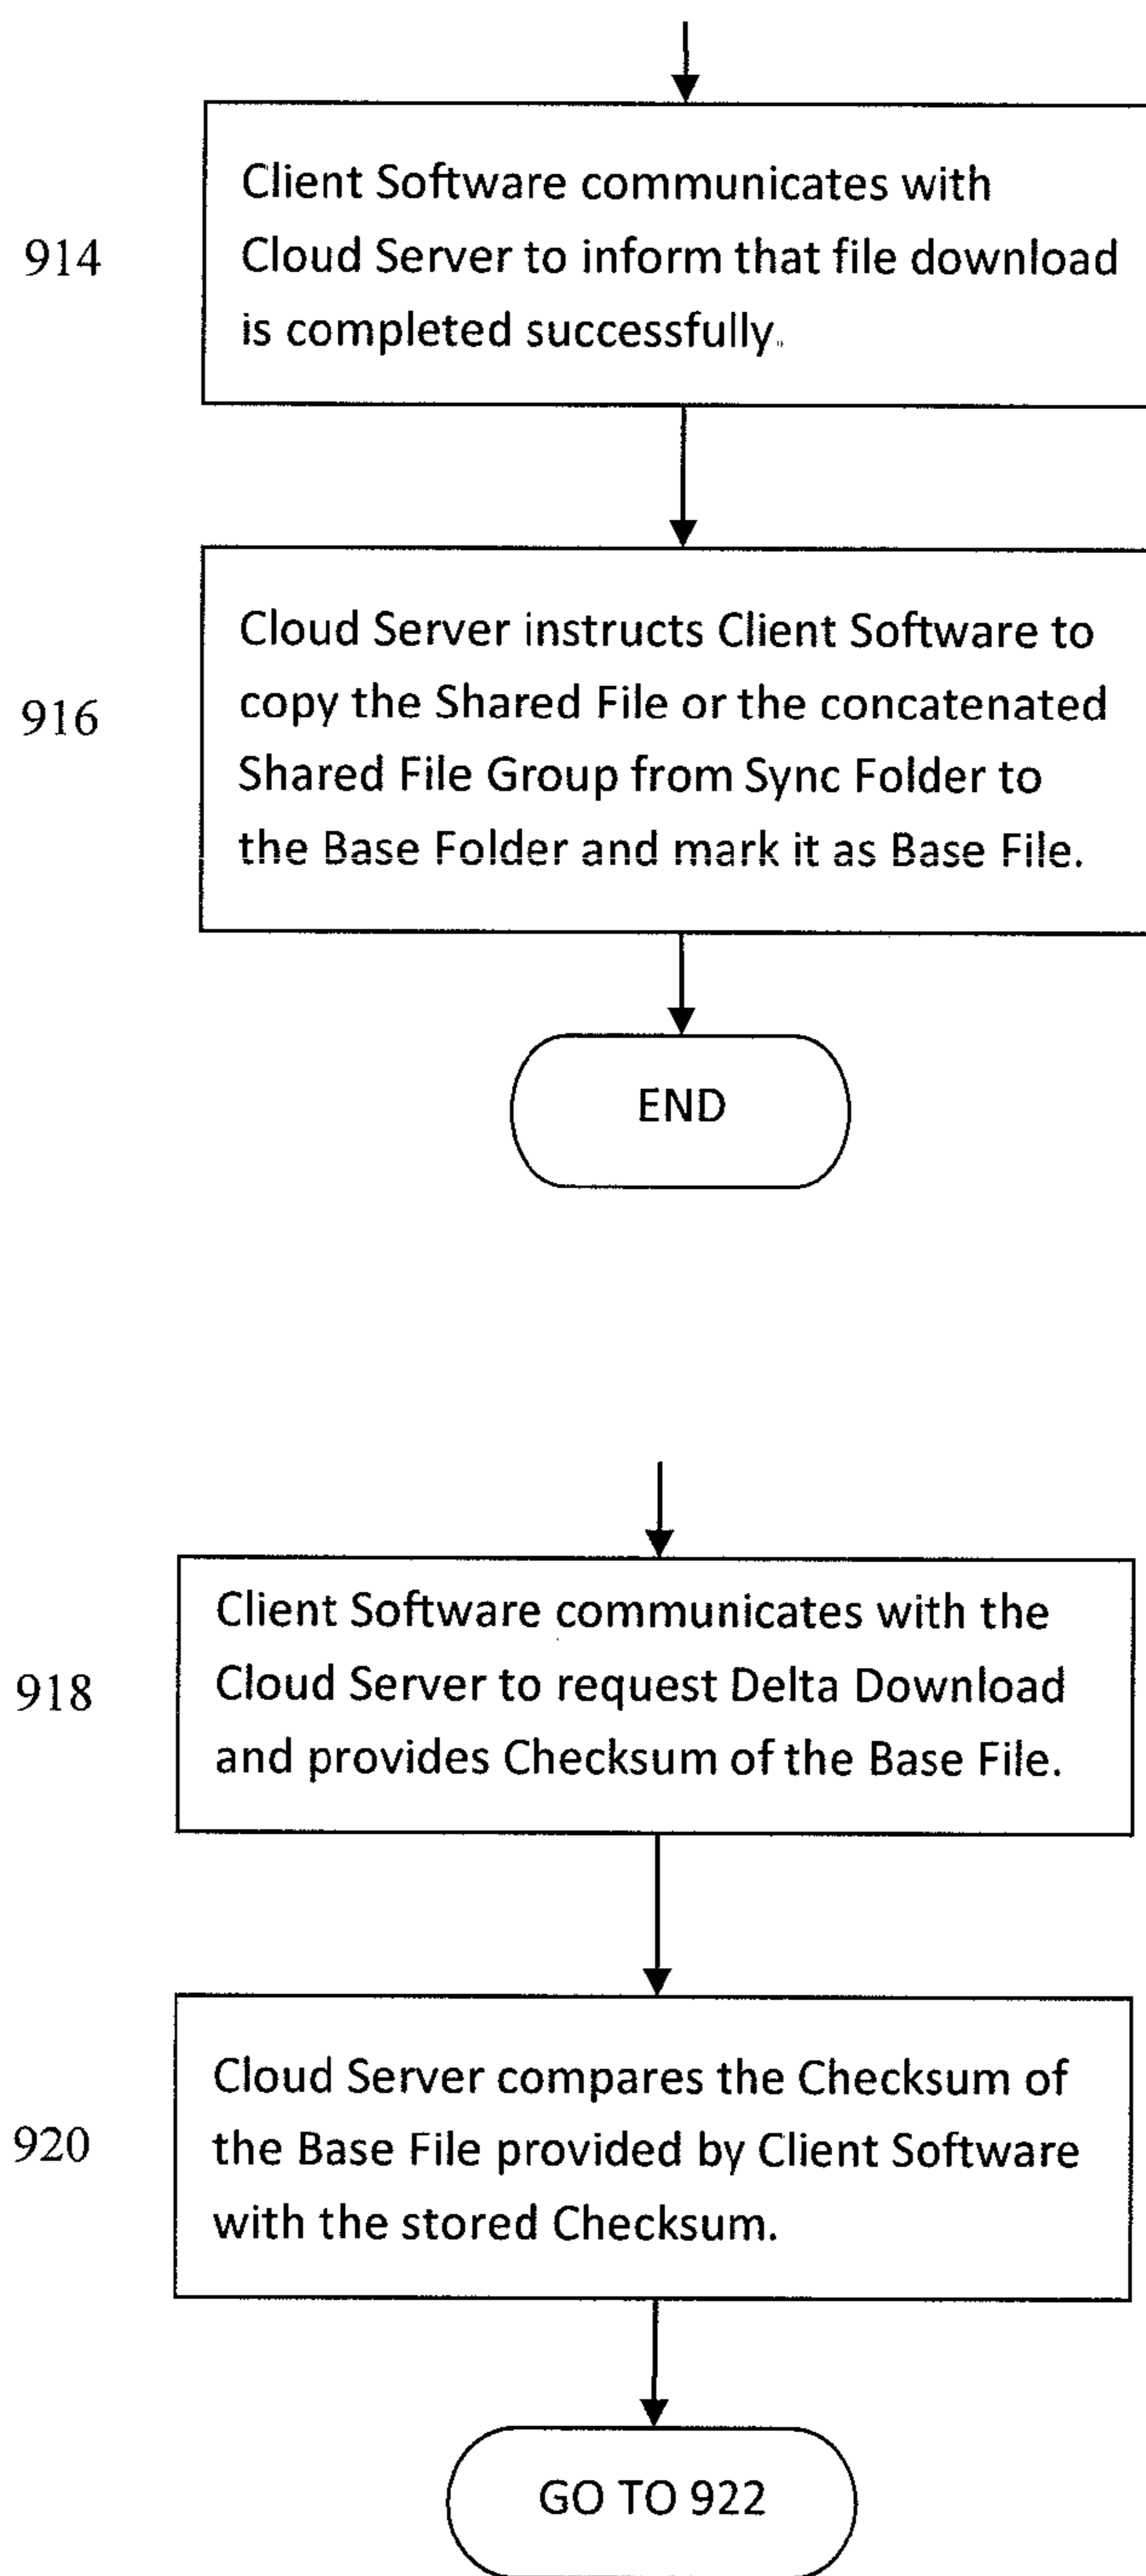 Client Software communicates with
914
Cloud Server to inform that file download
is completed successfully.
Cloud Server instructs Client Software to
916
copy the Shared File or the concatenated
Shared File Group from Sync Folder to
the Base Folder and mark it as Base File.
END
Client Software communicates with the
918
Cloud Server to request Delta Download
and provides Checksum of the Base File.
Cloud Server compares the Checksum of
920
the Base File provided by Client Software
with the stored Checksum.
GO TO 922